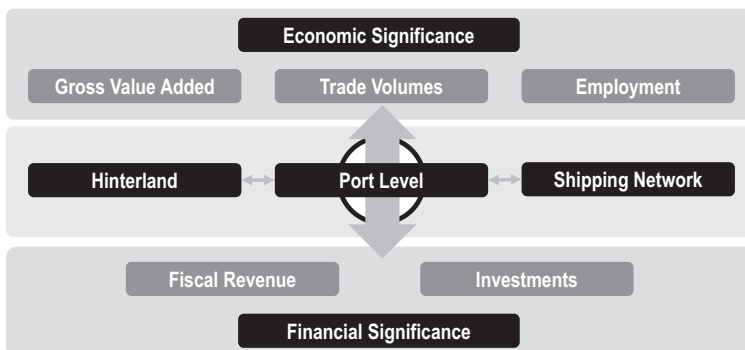 Economic Significance
Gross Value Added
Trade Volumes
Employment
Hinterland
Port Level
Shipping Network
Fiscal Revenue
Investments
Financial Significance